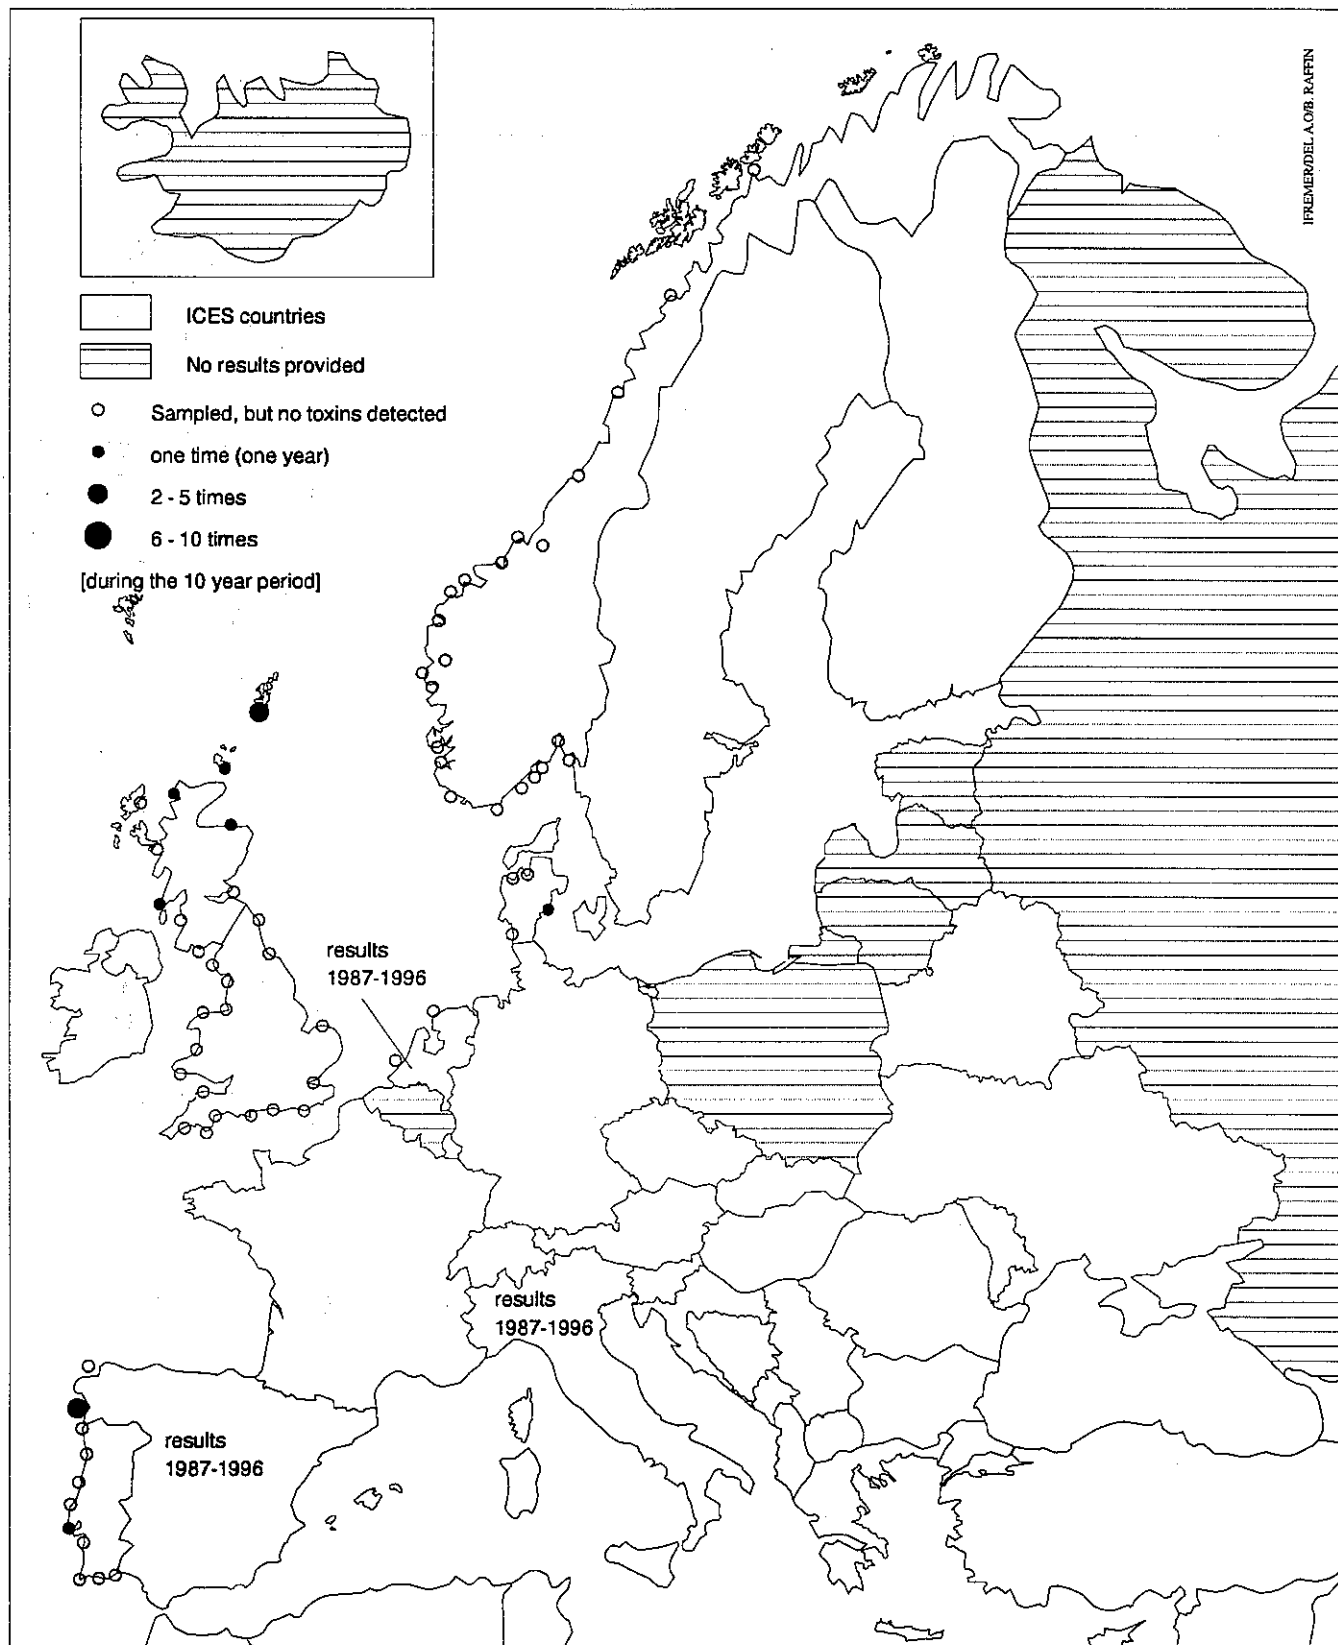 IFREMER/DEL A.O/B. RAFFIN
ICES countries
No results provided
Sampled, but no toxins detected
one time (one year)
2 - 5 times
6 - 10 times
[during the 10 year period]
results
1987-1996
results
1987-1996
results
1987-1996